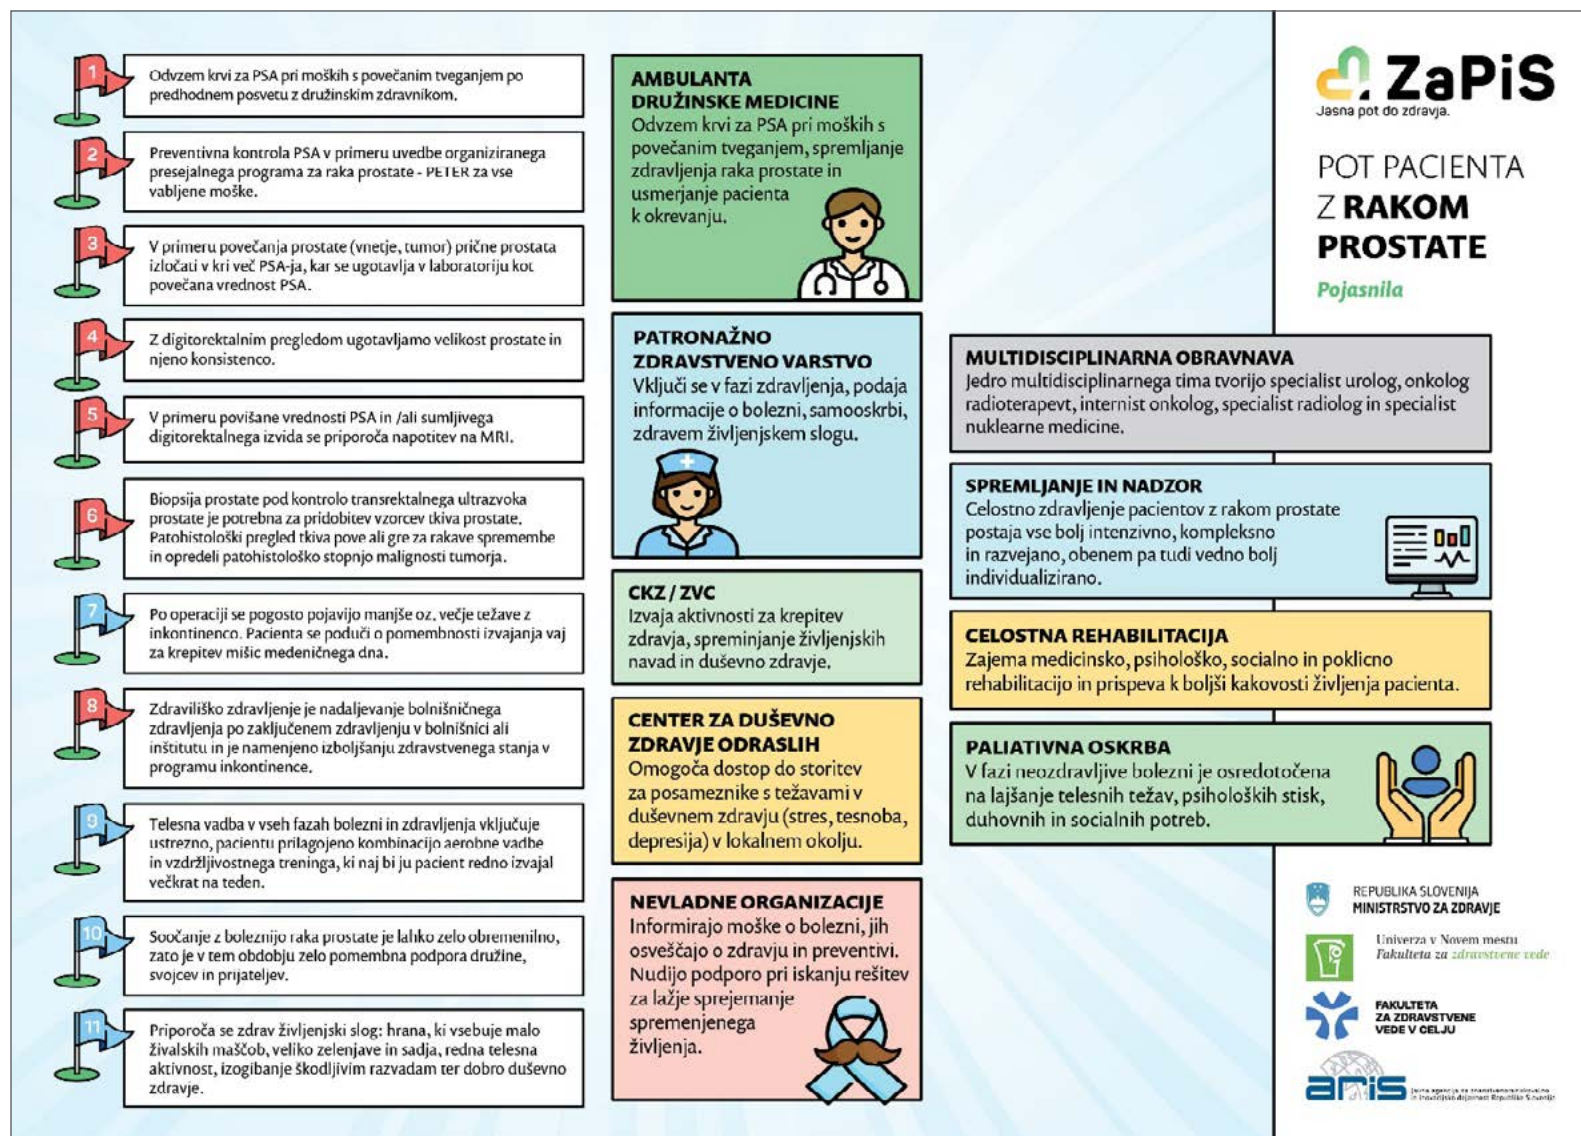 1
Odvzem krvi za PSA pri moških s povečanim tveganjem po
predhodnem posvetu z družinskim zdravnikom.
2
Preventivna kontrola PSA v primeru uvedbe organiziranega
presejalnega programa za raka prostate - PETER za vse
vabljene moške.
3
V primeru povečanja prostate (vnetje, tumor) prične prostata
izločati v kri več PSA-ja, kar se ugotavlja v laboratoriju kot
povečana vrednost PSA.
4
Z digitorektalnim pregledom ugotavljamo velikost prostate in
njeno konsistenco.
5
V primeru povišane vrednosti PSA in /ali sumljivega
digitorektalnega izvida se priporoča napotitev na MRI.
6
Biopsija prostate pod kontrolo transrektalnega ultrazvoka
prostate je potrebna za pridobitev vzorcev tkiva prostate.
Patohistološki pregled tkiva pove ali gre za rakave spremembe
in opredeli patohistološko stopnjo malignosti tumorja.
7
Po operaciji se pogosto pojavijo manjše oz. večje težave z
inkontinenco. Pacienta se poduči o pomembnosti izvajanja vaj
za krepitev mišic medeničnega dna.
8
Zdraviliško zdravljenje je nadaljevanje bolnišničnega
zdravljenja po zaključenem zdravljenju v bolnišnici ali
inštitutu in je namenjeno izboljšanju zdravstvenega stanja v
programu inkontinence.
9
Telesna vadba v vseh fazah bolezni in zdravljenja vključuje
ustrezno, pacientu prilagojeno kombinacijo aerobne vadbe
in vzdržljivostnega treninga, ki naj bi ju pacient redno izvajal
večkrat na teden.
10
Soočanje z boleznijo raka prostate je lahko zelo obremenilno,
zato je v tem obdobju zelo pomembna podpora družine,
svojcev in prijateljev.
11
Priporoča se zdrav življenjski slog: hrana, ki vsebuje malo
živalskih maščob, veliko zelenjave in sadja, redna telesna
aktivnost, izogibanje škodljivim razvadam ter dobro duševno
zdravje.
AMBULANTA
DRUŽINSKE MEDICINE
Odvzem krvi za PSA pri moških s
povečanim tveganjem, spremljanje
zdravljenja raka prostate in
usmerjanje pacienta
k okrevanju.
PATRONAŽNO
ZDRAVSTVENO VARSTVO
Vključi se v fazi zdravljenja, podaja
informacije o bolezni, samooskrbi,
zdravem življenjskem slogu.
CKZ / ZVC
Izvaja aktivnosti za krepitev
zdravja, spreminjanje življenjskih
navad in duševno zdravje.
CENTER ZA DUŠEVNO
ZDRAVJE ODRASLIH
Omogoča dostop do storitev
za posameznike s težavami v
duševnem zdravju (stres, tesnoba,
depresija) v lokalnem okolju.
NEVLADNE ORGANIZACIJE
Informirajo moške o bolezni, jih
osveščajo o zdravju in preventivi.
Nudijo podporo pri iskanju rešitev
za lažje sprejemanje
spremenjenega
življenja.
ZaPiS
Jasna pot do zdravja.
POT PACIENTA
Z RAKOM
PROSTATE
Pojasnila
MULTIDISCIPLINARNA OBRAVNAVA
Jedro multidisciplinarnega tima tvorijo specialist urolog, onkolog
radioterapevt, internist onkolog, specialist radiolog in specialist
nuklearne medicine.
SPREMLJANJE IN NADZOR
Celostno zdravljenje pacientov z rakom prostate
postaja vse bolj intenzivno, kompleksno
in razvejano, obenem pa tudi vedno bolj
individualizirano.
CELOSTNA REHABILITACIJA
Zajema medicinsko, psihološko, socialno in poklicno
rehabilitacijo in prispeva k boljši kakovosti življenja pacienta.
PALIATIVNA OSKRBA
V fazi neozdravljive bolezni je osredotočena
na lajšanje telesnih težav, psiholoških stisk,
duhovnih in socialnih potreb.
REPUBLIKA SLOVENIJA
MINISTRSTVO ZA ZDRAVJE
Univerza v Novem mestu
Fakulteta za zdravstvene vede
FAKULTETA
ZA ZDRAVSTVENE
VEDE V CELJU
aris
Javna agencija za znanstvenoraziskovalno
in inovacijsko dejavnost Republike Slovenije